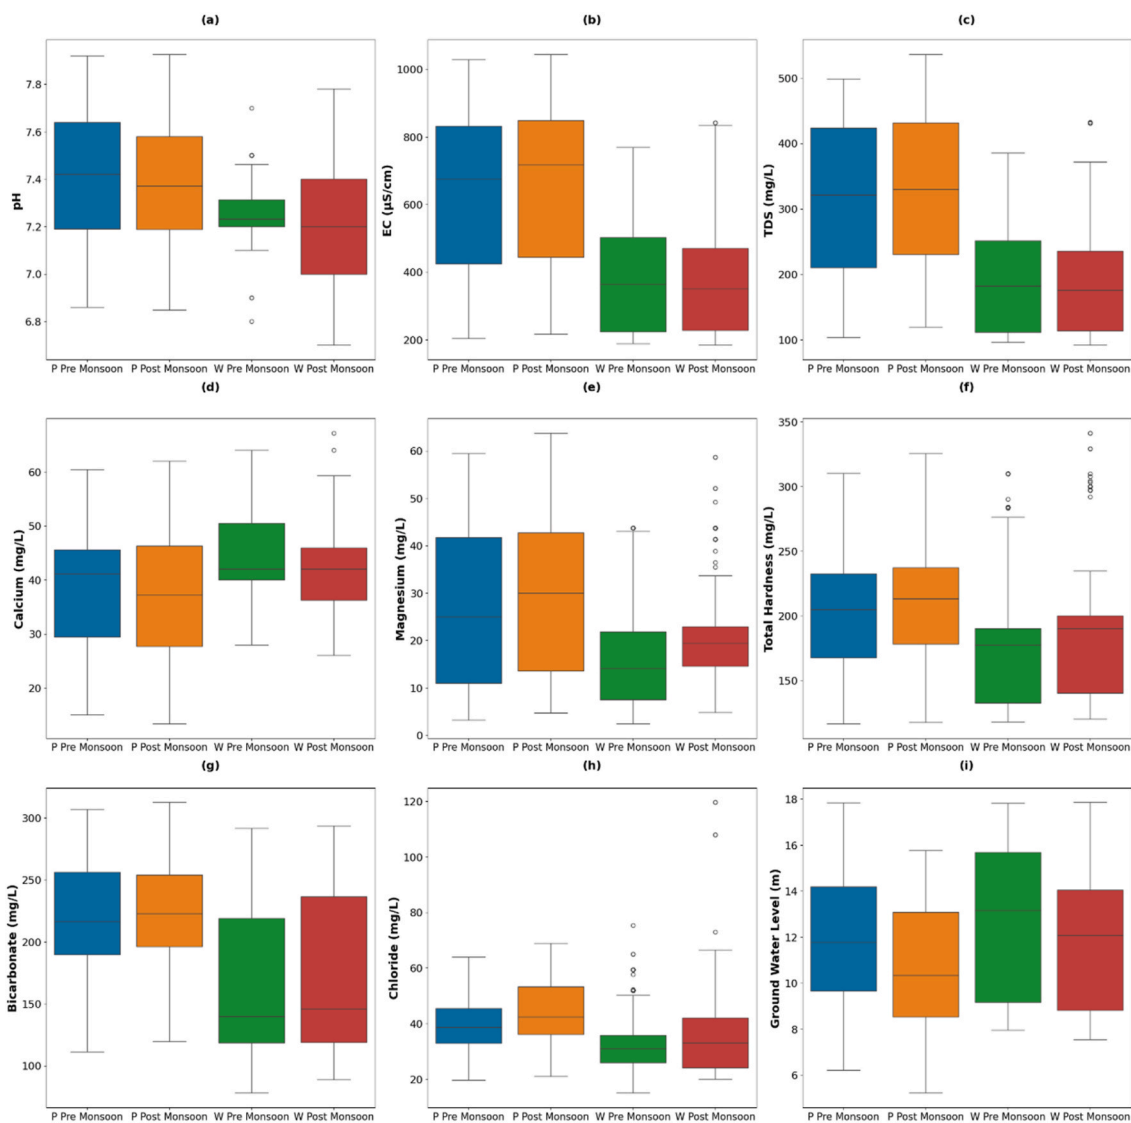 (a)
(b)
(c)
pH
7.8
7.6
7.4
7.2
7.0
6.8
P Pre Monsoon P Post Monsoon W Pre Monsoon W Post Monsoon
EC (µS/cm)
1000
800
600
400
200
P Pre Monsoon P Post Monsoon W Pre Monsoon W Post Monsoon
TDS (mg/L)
500
400
300
200
100
P Pre Monsoon P Post Monsoon W Pre Monsoon W Post Monsoon
(d)
(e)
(f)
Calcium (mg/L)
60
50
40
30
20
P Pre Monsoon P Post Monsoon W Pre Monsoon W Post Monsoon
Magnesium (mg/L)
60
50
40
30
20
10
0
P Pre Monsoon P Post Monsoon W Pre Monsoon W Post Monsoon
Total Hardness (mg/L)
350
300
250
200
150
P Pre Monsoon P Post Monsoon W Pre Monsoon W Post Monsoon
(g)
(h)
(i)
Bicarbonate (mg/L)
300
250
200
150
100
P Pre Monsoon P Post Monsoon W Pre Monsoon W Post Monsoon
Chloride (mg/L)
120
100
80
60
40
20
P Pre Monsoon P Post Monsoon W Pre Monsoon W Post Monsoon
Ground Water Level (m)
18
16
14
12
10
8
6
P Pre Monsoon P Post Monsoon W Pre Monsoon W Post Monsoon